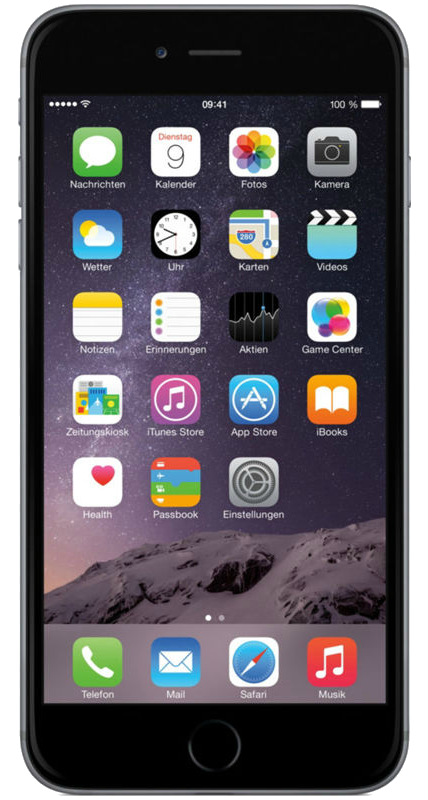 09:41 100 %
Dienstag
9
Nachrichten Kalender Fotos Kamera
280
Wetter Uhr Karten Videos
Notizen Erinnerungen Aktien Game Center
Zeitungskiosk iTunes Store App Store iBooks
Health Passbook Einstellungen
Telefon Mail Safari Musik